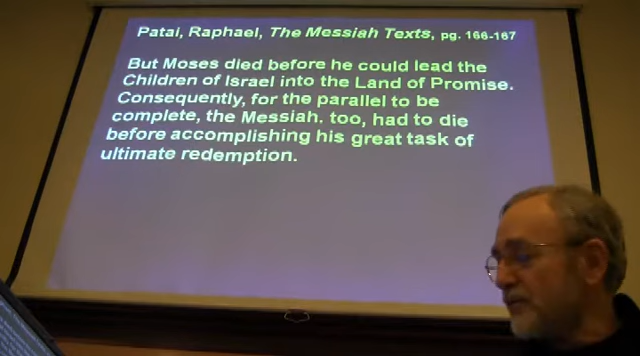 Patai, Raphael, The Messiah Texts, pg. 166-167
But Moses died before he could lead the
Children of Israel into the Land of Promise.
Consequently, for the parallel to be
complete, the Messiah. too, had to die
before accomplishing his great task of
ultimate redemption.